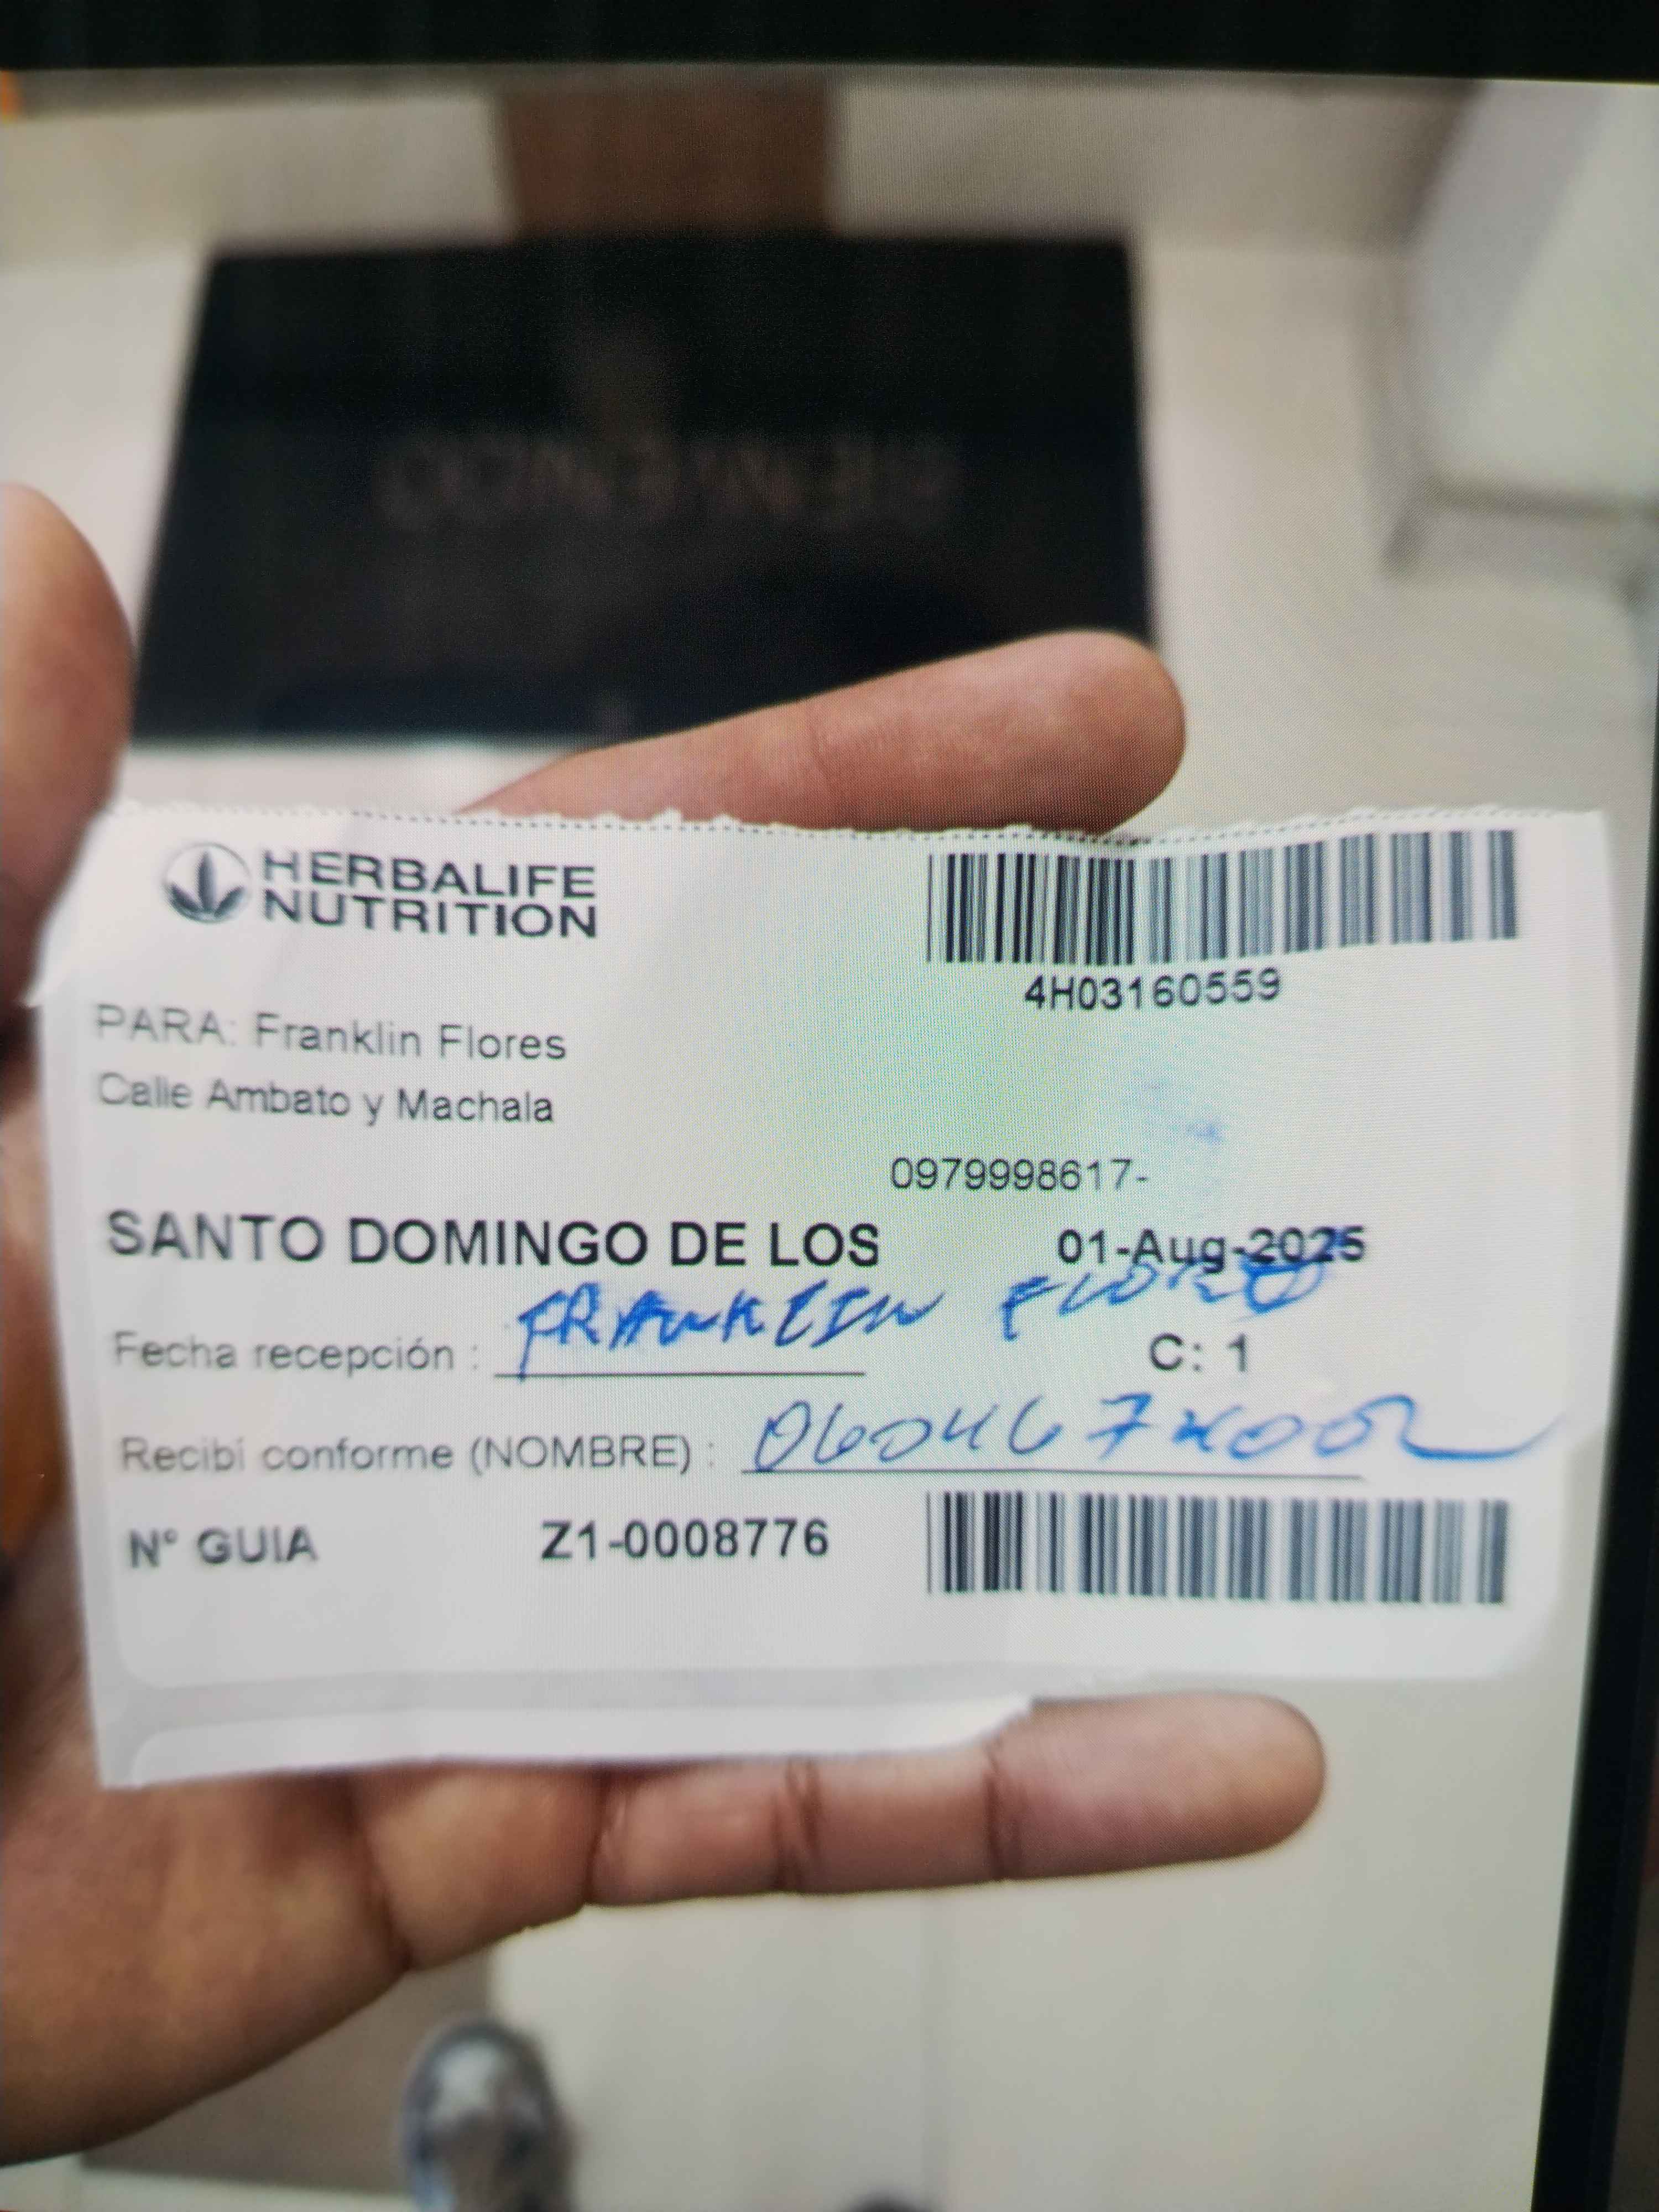 HERBALIFE
NUTRITION
4H03160559
PARA: Franklin Flores
Calle Ambato y Machala
0979998617-
SANTO DOMINGO DE LOS
01-Aug-2025
FRANKLIN FLORES
Fecha recepción :
C: 1
Recibí conforme (NOMBRE) :
Nº GUIA Z1-0008776